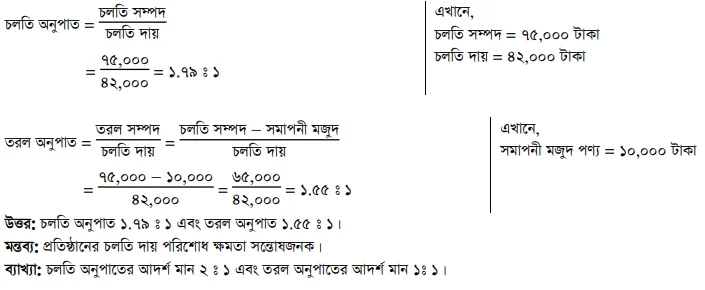 চলতি অনুপাত = চলতি সম্পদ / চলতি দায়
= ৭৫,০০০ / ৪২,০০০ = ১.৭৯ ঃ ১
এখানে,
চলতি সম্পদ = ৭৫,০০০ টাকা
চলতি দায় = ৪২,০০০ টাকা
তরল অনুপাত = তরল সম্পদ / চলতি দায় = চলতি সম্পদ − সমাপনী মজুদ / চলতি দায়
= ৭৫,০০০ − ১০,০০০ / ৪২,০০০ = ৬৫,০০০ / ৪২,০০০ = ১.৫৫ ঃ ১
এখানে,
সমাপনী মজুদ পণ্য = ১০,০০০ টাকা
উত্তর: চলতি অনুপাত ১.৭৯ ঃ ১ এবং তরল অনুপাত ১.৫৫ ঃ ১।
মন্তব্য: প্রতিষ্ঠানের চলতি দায় পরিশোধ ক্ষমতা সন্তোষজনক।
ব্যাখ্যা: চলতি অনুপাতের আদর্শ মান ২ ঃ ১ এবং তরল অনুপাতের আদর্শ মান ১ঃ ১।